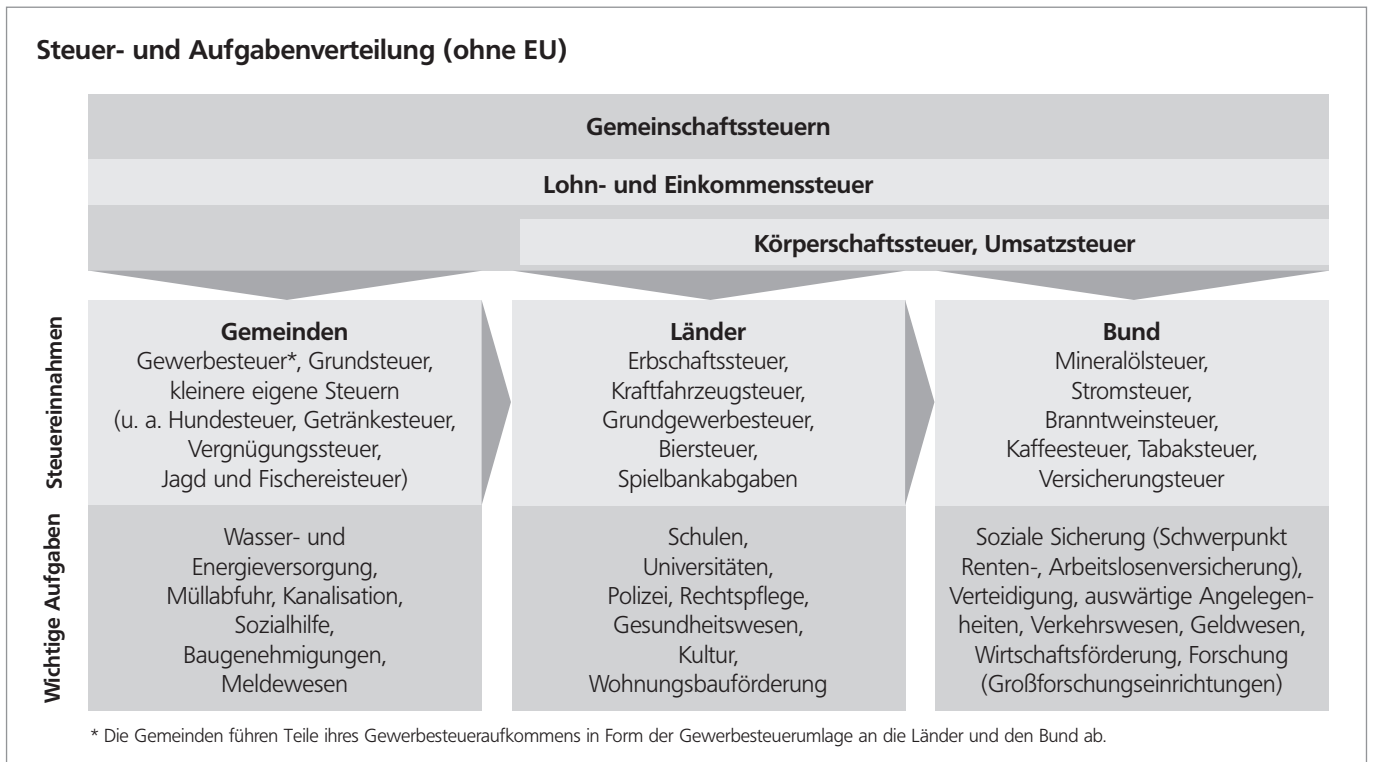 Steuer- und Aufgabenverteilung (ohne EU)
Gemeinschaftssteuern
Lohn- und Einkommenssteuer
Körperschaftssteuer, Umsatzsteuer
Steuereinnahmen
Gemeinden
Gewerbesteuer*, Grundsteuer,
kleinere eigene Steuern
(u. a. Hundesteuer, Getränkesteuer,
Vergnügungssteuer,
Jagd und Fischereisteuer)
Länder
Erbschaftssteuer,
Kraftfahrzeugsteuer,
Grundgewerbesteuer,
Biersteuer,
Spielbankabgaben
Bund
Mineralölsteuer,
Stromsteuer,
Branntweinsteuer,
Kaffeesteuer, Tabaksteuer,
Versicherungsteuer
Wichtige Aufgaben
Wasser- und
Energieversorgung,
Müllabfuhr, Kanalisation,
Sozialhilfe,
Baugenehmigungen,
Meldewesen
Schulen,
Universitäten,
Polizei, Rechtspflege,
Gesundheitswesen,
Kultur,
Wohnungsbauförderung
Soziale Sicherung (Schwerpunkt
Renten-, Arbeitslosenversicherung),
Verteidigung, auswärtige Angelegen-
heiten, Verkehrswesen, Geldwesen,
Wirtschaftsförderung, Forschung
(Großforschungseinrichtungen)
* Die Gemeinden führen Teile ihres Gewerbesteueraufkommens in Form der Gewerbesteuerumlage an die Länder und den Bund ab.